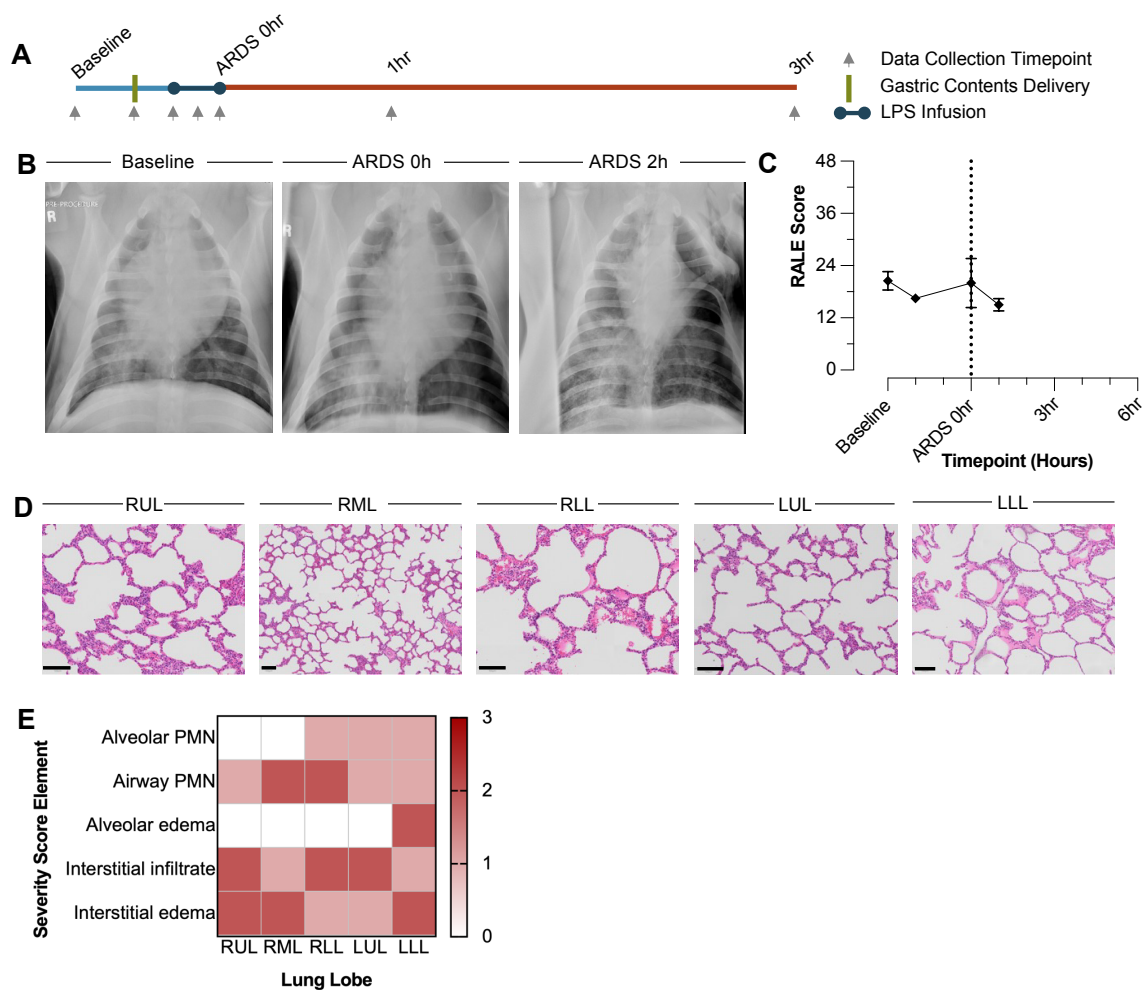 A
Baseline
ARDS 0hr
1hr
3hr
Data Collection Timepoint
Gastric Contents Delivery
LPS Infusion
B
Baseline
ARDS 0h
ARDS 2h
PRE-PROCEDURE
R
R
C
RALE Score
48
36
24
12
0
Baseline
ARDS 0hr
3hr
6hr
Timepoint (Hours)
D
RUL
RML
RLL
LUL
LLL
E
Severity Score Element
Alveolar PMN
Airway PMN
Alveolar edema
Interstitial infiltrate
Interstitial edema
RUL RML RLL LUL LLL
Lung Lobe
3
2
1
0